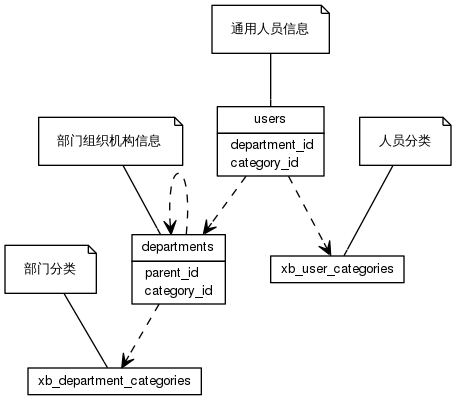 通用人员信息
users
department_id
category_id
部门组织机构信息
人员分类
departments
parent_id
category_id
部门分类
xb_user_categories
xb_department_categories